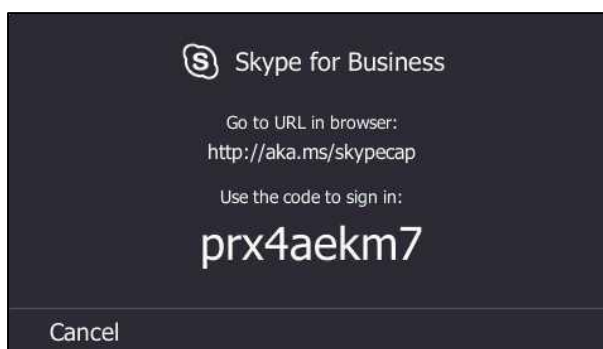 Skype for Business
Go to URL in browser:
http://aka.ms/skypecap
Use the code to sign in:
prx4aekm7
Cancel